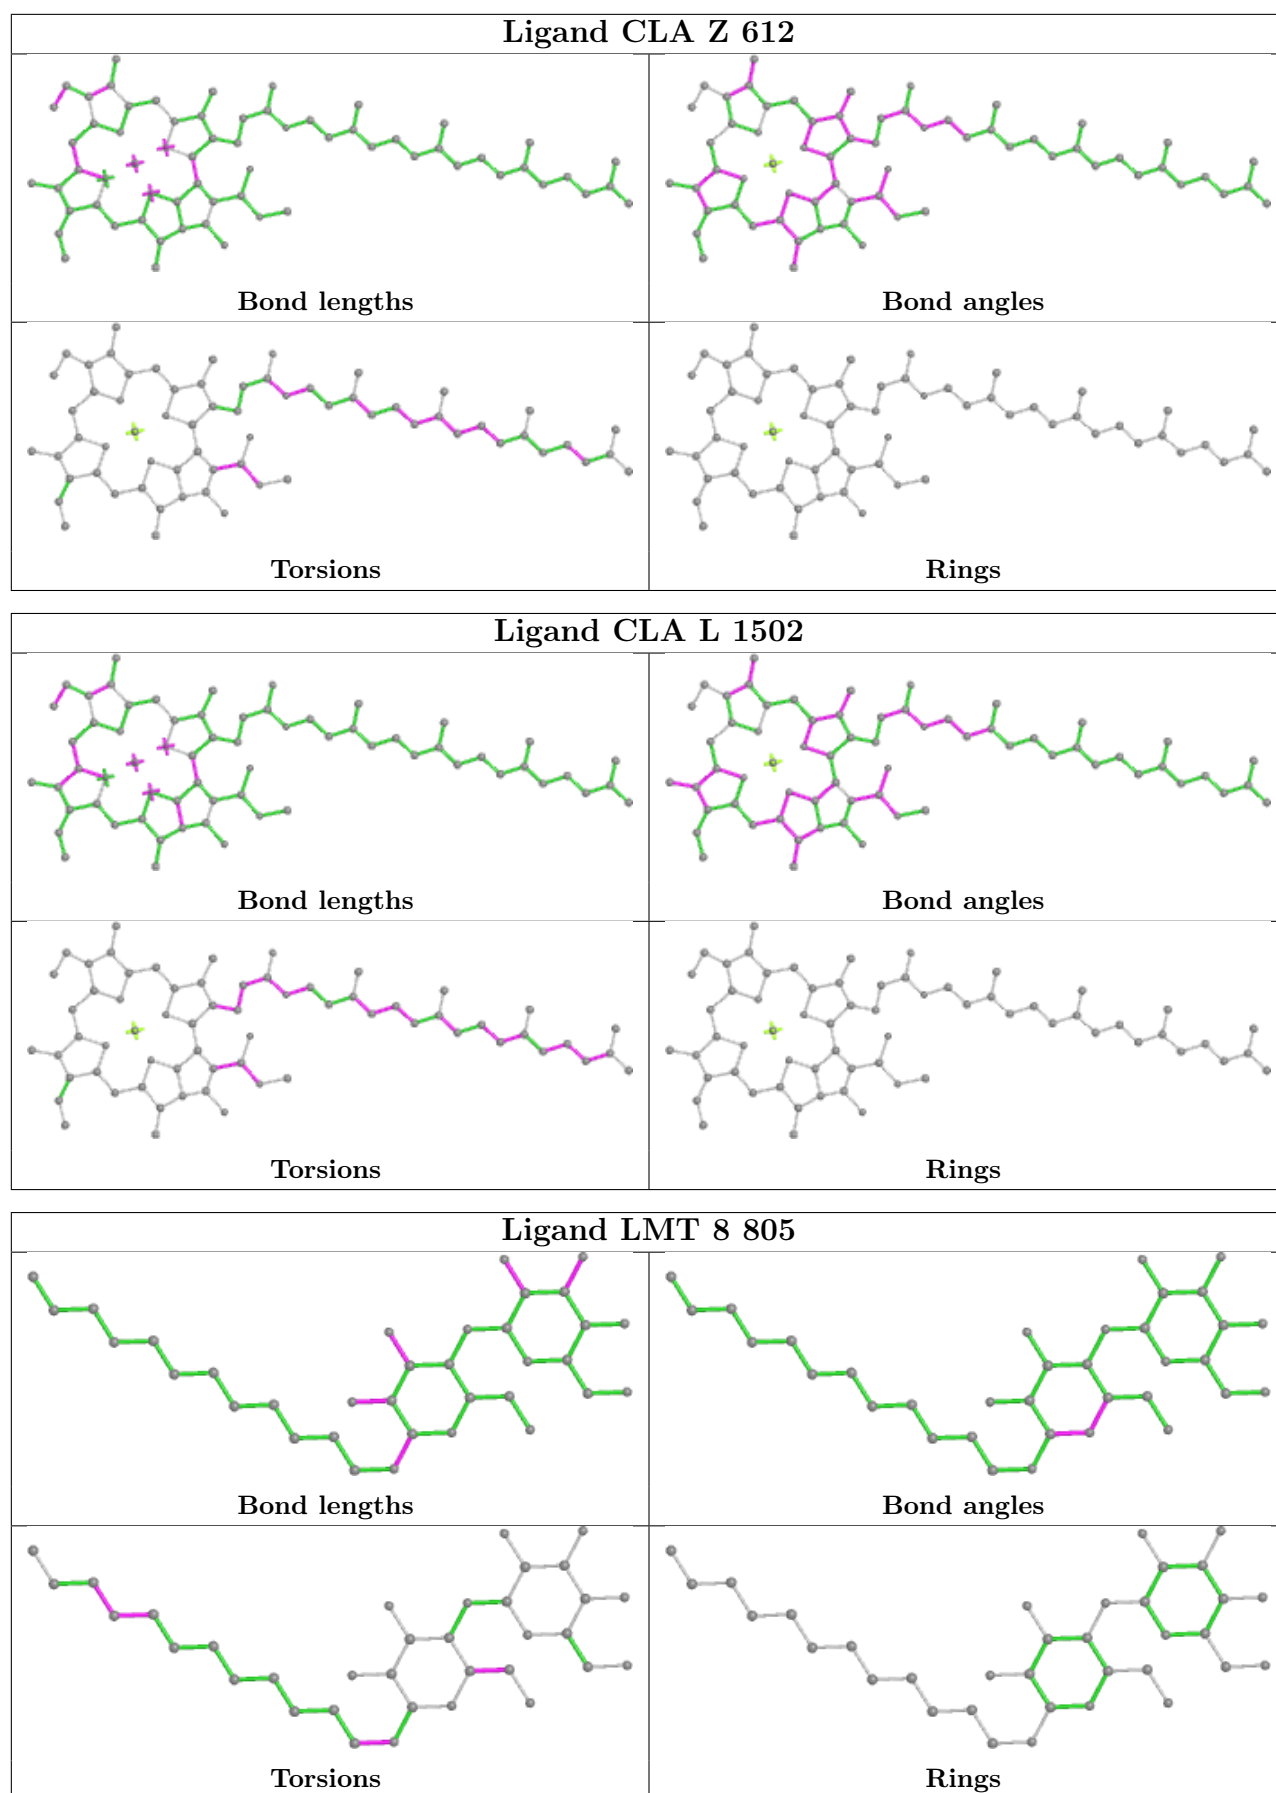 Ligand CLA Z 612
Bond lengths
Bond angles
Torsions
Rings
Ligand CLA L 1502
Bond lengths
Bond angles
Torsions
Rings
Ligand LMT 8 805
Bond lengths
Bond angles
Torsions
Rings